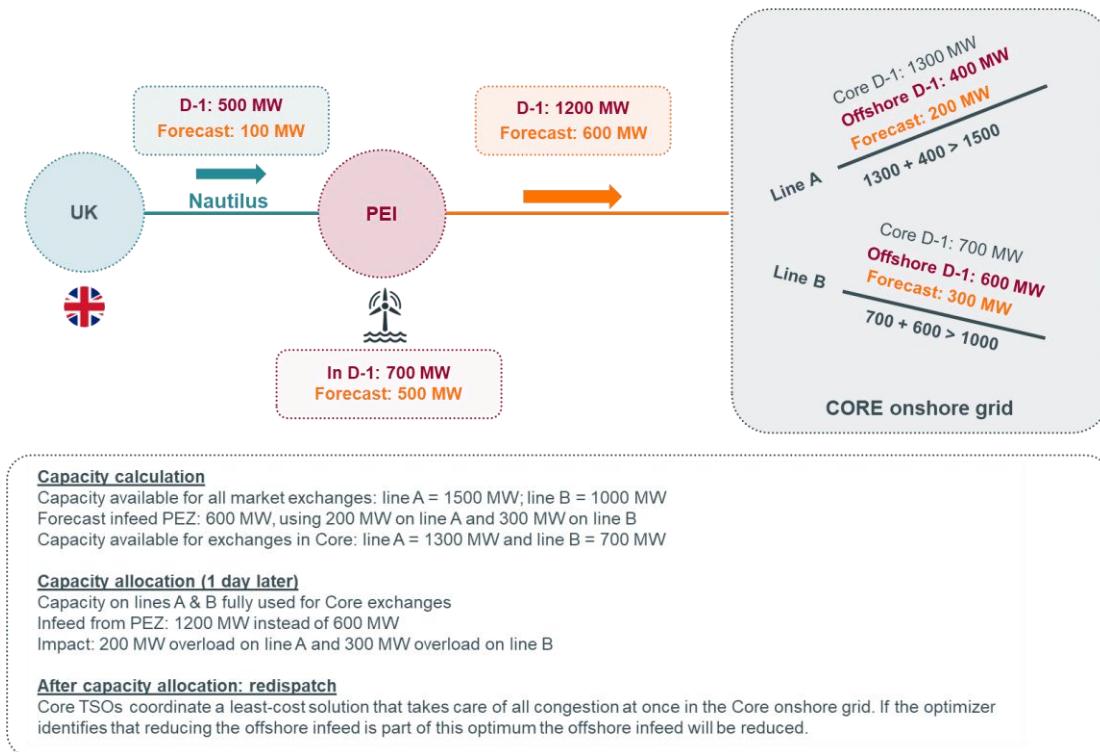 D-1: 500 MW
Forecast: 100 MW
D-1: 1200 MW
Forecast: 600 MW
UK
Nautilus
PEI
In D-1: 700 MW
Forecast: 500 MW
Core D-1: 1300 MW
Offshore D-1: 400 MW
Forecast: 200 MW
Line A
1300 + 400 > 1500
Core D-1: 700 MW
Offshore D-1: 600 MW
Forecast: 300 MW
Line B
700 + 600 > 1000
CORE onshore grid
Capacity calculation
Capacity available for all market exchanges: line A = 1500 MW; line B = 1000 MW
Forecast infeed PEZ: 600 MW, using 200 MW on line A and 300 MW on line B
Capacity available for exchanges in Core: line A = 1300 MW and line B = 700 MW
Capacity allocation (1 day later)
Capacity on lines A & B fully used for Core exchanges
Infeed from PEZ: 1200 MW instead of 600 MW
Impact: 200 MW overload on line A and 300 MW overload on line B
After capacity allocation: redispatch
Core TSOs coordinate a least-cost solution that takes care of all congestion at once in the Core onshore grid. If the optimizer
identifies that reducing the offshore infeed is part of this optimum the offshore infeed will be reduced.